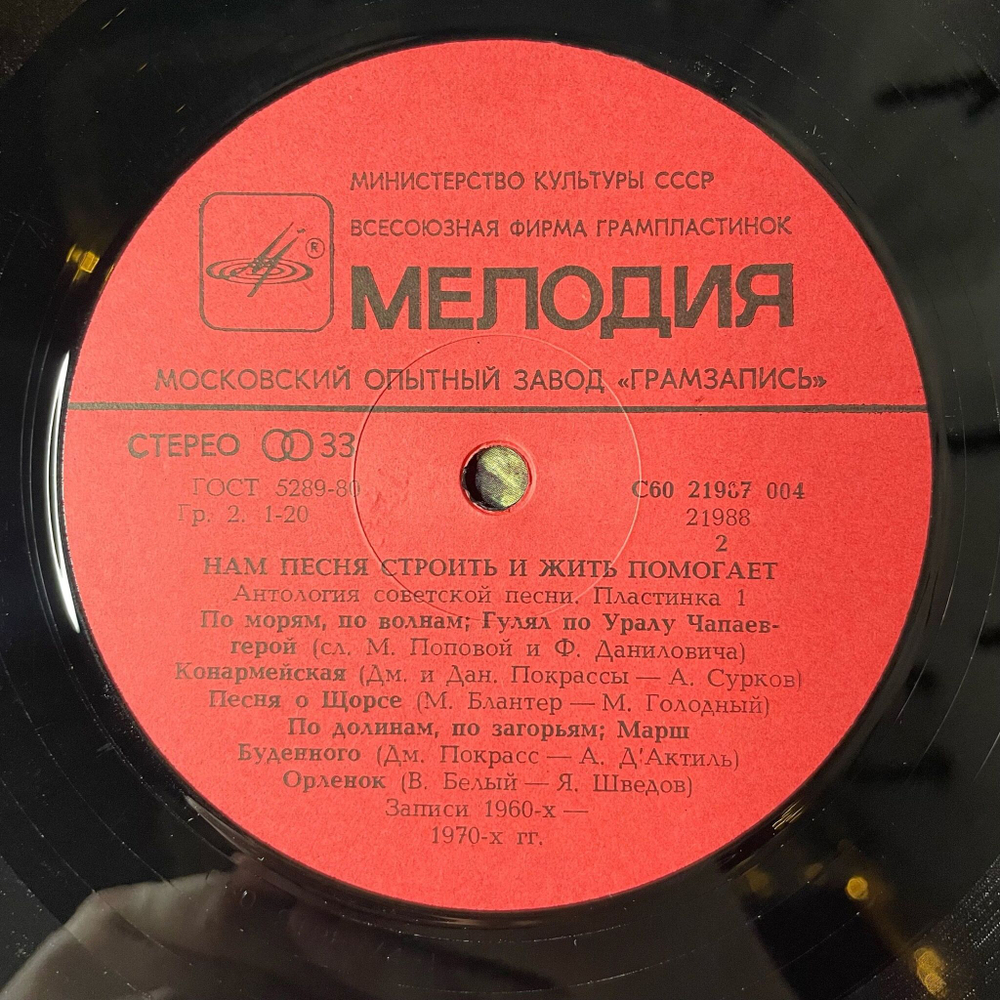 МИНИСТЕРСТВО КУЛЬТУРЫ СССР
ВСЕСОЮЗНАЯ ФИРМА ГРАМПЛАСТИНОК
®
МЕЛОДИЯ
МОСКОВСКИЙ ОПЫТНЫЙ ЗАВОД «ГРАМЗАПИСЬ»
СТЕРЕО 33
ГОСТ 5289-80 С60 21987 004
Гр. 2. 1-20 21988
2
НАМ ПЕСНЯ СТРОИТЬ И ЖИТЬ ПОМОГАЕТ
Антология советской песни. Пластинка 1
По морям, по волнам; Гулял по Уралу Чапаев-
герой (сл. М. Поповой и Ф. Даниловича)
Конармейская (Дм. и Дан. Покрассы — А. Сурков)
Песня о Щорсе (М. Блантер — М. Голодный)
По долинам, по загорьям; Марш
Буденного (Дм. Покрасс — А. Д'Актиль)
Орленок (В. Белый — Я. Шведов)
Записи 1960-х —
1970-х гг.